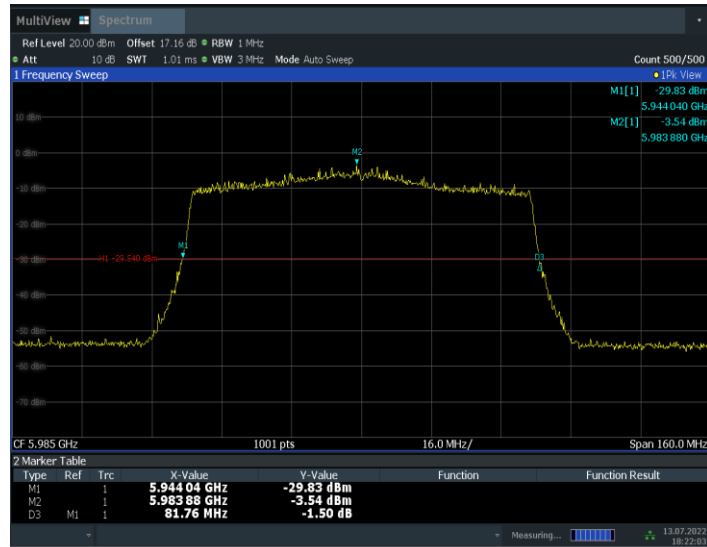 MultiView Spectrum
Ref Level 20.00 dBm Offset 17.16 dB RBW 1 MHz
Att 10 dB SWT 1.01 ms VBW 3 MHz Mode Auto Sweep Count 500/500
1 Frequency Sweep 1Pk View
M1[1] -29.83 dBm
5.944 040 GHz
10 dBm M2[1] -3.54 dBm
5.983 880 GHz
0 dBm M2
-10 dBm
-20 dBm
M1
-30 dBm H1 -29.540 dBm D3
-40 dBm
-50 dBm
-60 dBm
-70 dBm
CF 5.985 GHz 1001 pts 16.0 MHz/ Span 160.0 MHz
2 Marker Table
Type Ref Trc X-Value Y-Value Function Function Result
M1 1 5.944 04 GHz -29.83 dBm
M2 1 5.983 88 GHz -3.54 dBm
D3 M1 1 81.76 MHz -1.50 dB
Measuring... 13.07.2022
18:22:03